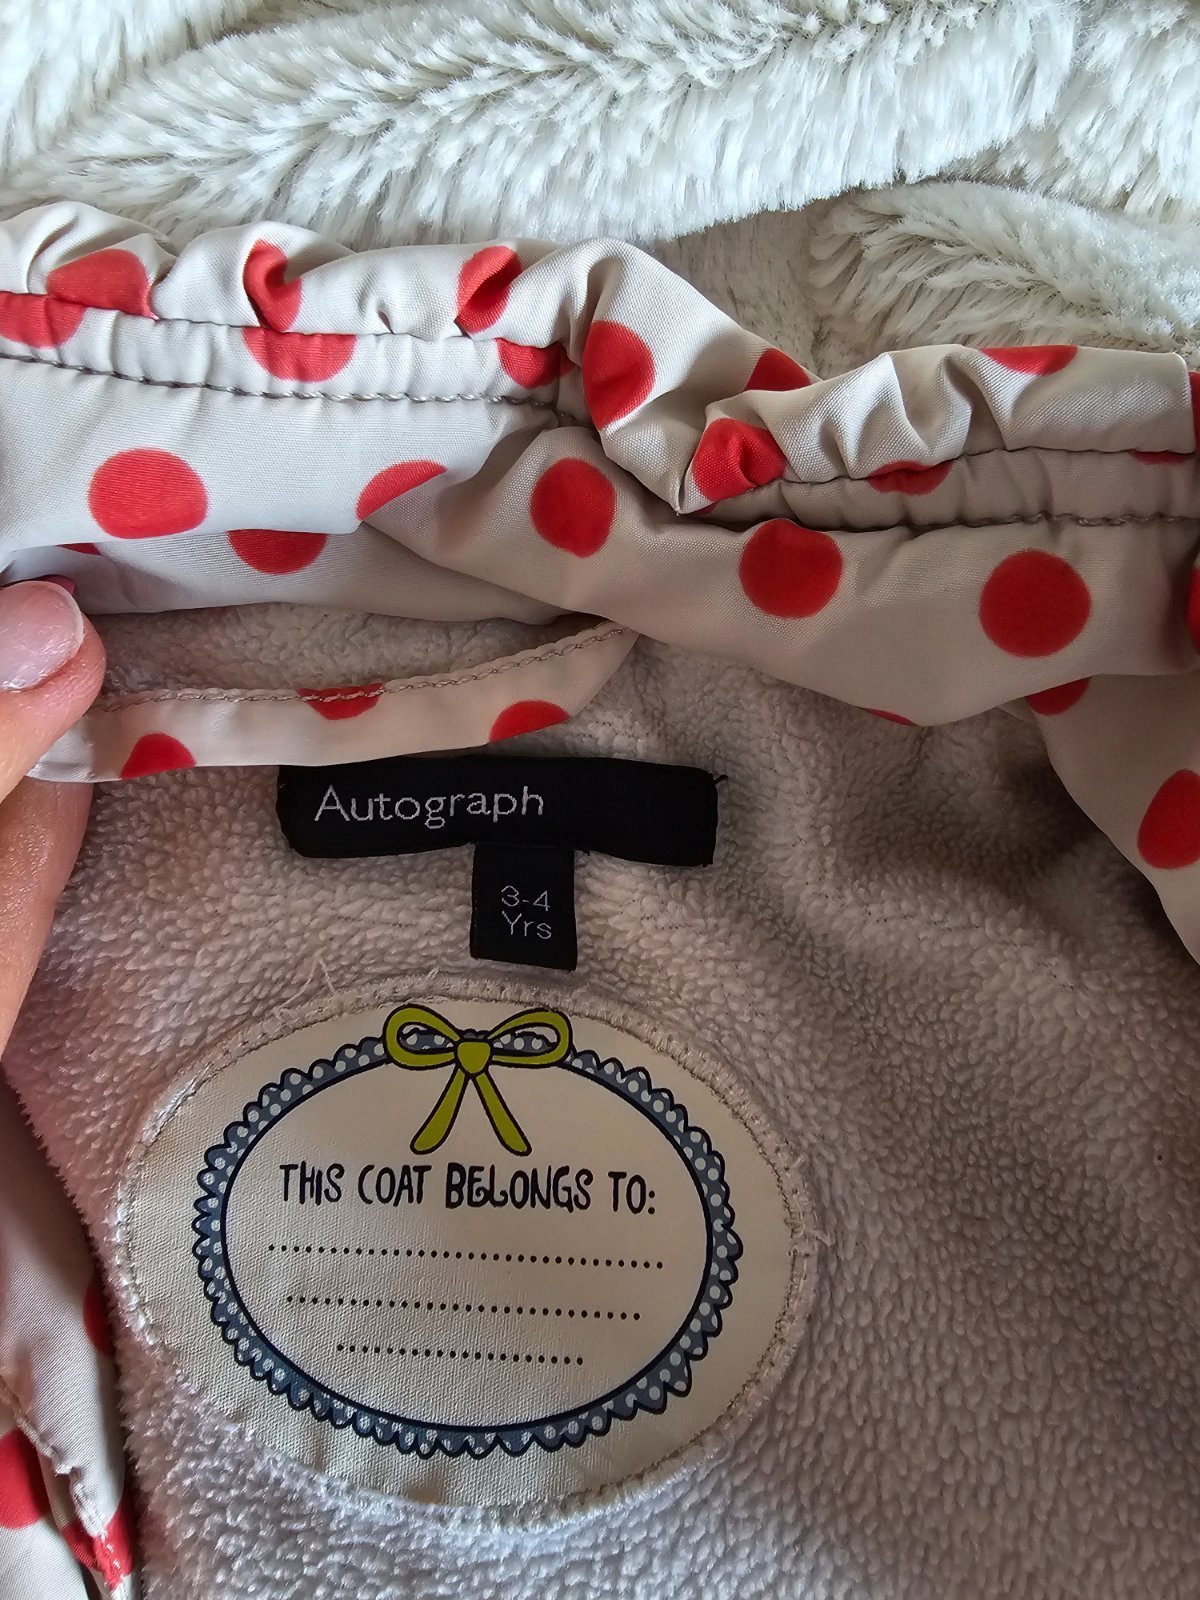 Autograph
3-4
Yrs
THIS COAT BELONGS TO: